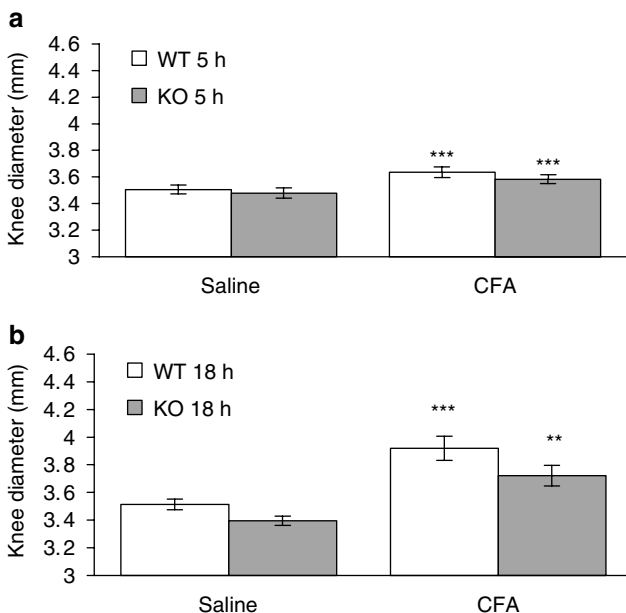 a
4.6
4.4
4.2
4
3.8
3.6
3.4
3.2
3
Knee diameter (mm)
WT 5 h
KO 5 h
*** ***
Saline CFA
b
4.6
4.4
4.2
4
3.8
3.6
3.4
3.2
3
Knee diameter (mm)
WT 18 h
KO 18 h
***
**
Saline CFA